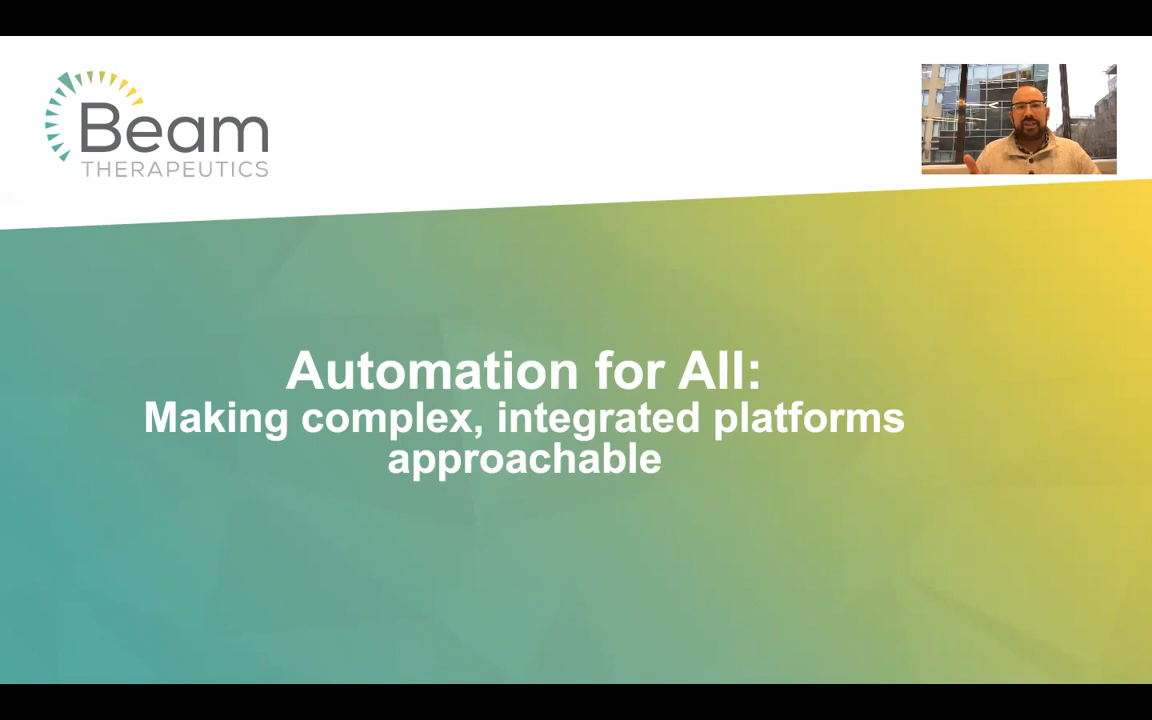 Beam
THERAPEUTICS
Automation for All:
Making complex, integrated platforms
approachable